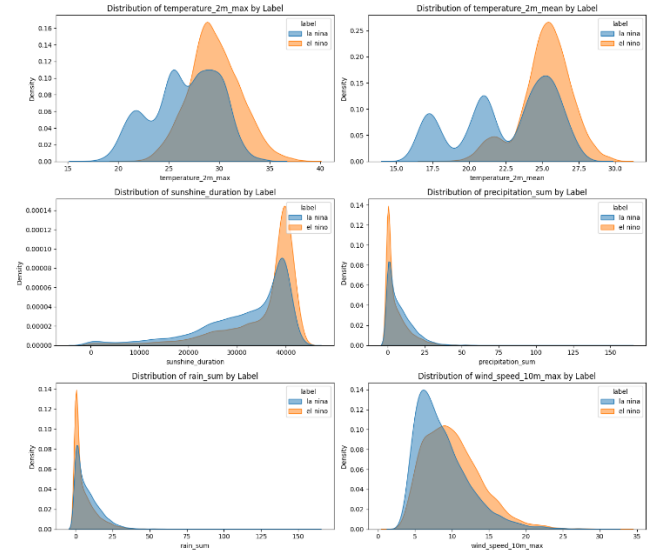 Distribution of temperature_2m_max by Label
Distribution of temperature_2m_mean by Label
0.16
0.14
0.12
0.10
0.08
0.06
0.04
0.02
0.00
Density
label
la nina
el nino
15
20
25
30
35
40
temperature_2m_max
0.25
0.20
0.15
0.10
0.05
0.00
Density
label
la nina
el nino
15.0
17.5
20.0
22.5
25.0
27.5
30.0
temperature_2m_mean
Distribution of sunshine_duration by Label
Distribution of precipitation_sum by Label
0.00014
0.00012
0.00010
0.00008
0.00006
0.00004
0.00002
0.00000
Density
label
la nina
el nino
0
10000
20000
30000
40000
sunshine_duration
0.14
0.12
0.10
0.08
0.06
0.04
0.02
0.00
Density
label
la nina
el nino
0
25
50
75
100
125
150
precipitation_sum
Distribution of rain_sum by Label
Distribution of wind_speed_10m_max by Label
0.14
0.12
0.10
0.08
0.06
0.04
0.02
0.00
Density
label
la nina
el nino
0
25
50
75
100
125
150
rain_sum
0.14
0.12
0.10
0.08
0.06
0.04
0.02
0.00
Density
label
la nina
el nino
0
5
10
15
20
25
30
35
wind_speed_10m_max